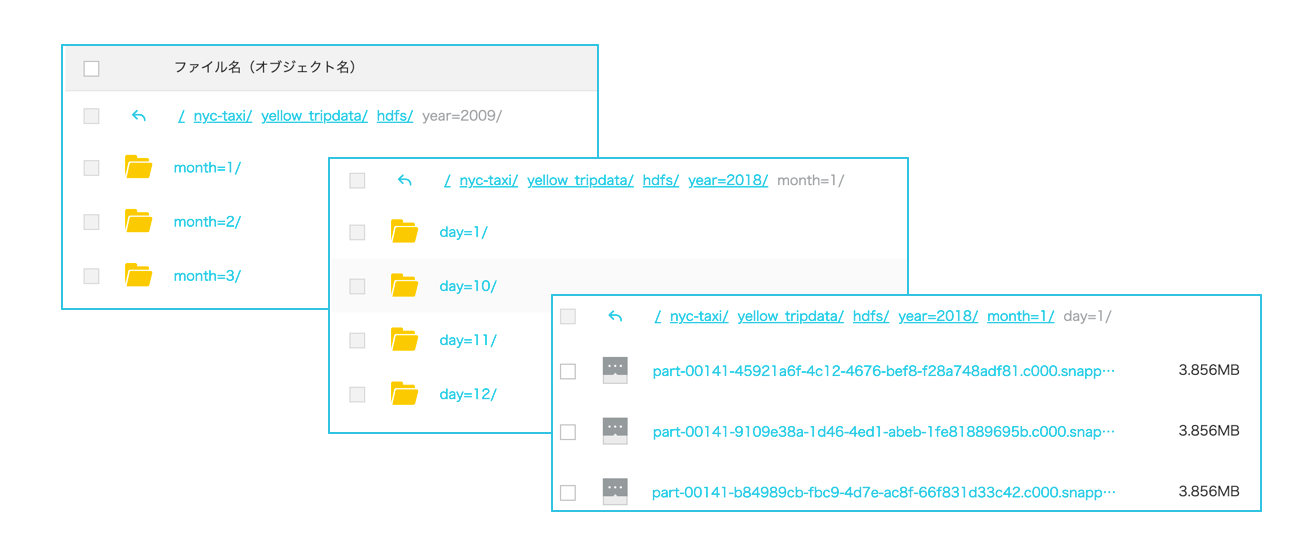 ファイル名（オブジェクト名）
/ nyc-taxi/ yellow_tripdata/ hdfs/ year=2009/
month=1/
month=2/
month=3/
/ nyc-taxi/ yellow_tripdata/ hdfs/ year=2018/ month=1/
day=1/
day=10/
day=11/
day=12/
/ nyc-taxi/ yellow_tripdata/ hdfs/ year=2018/ month=1/ day=1/
part-00141-45921a6f-4c12-4676-bef8-f28a748adf81.c000.snapp… 3.856MB
part-00141-9109e38a-1d46-4ed1-abeb-1fe81889695b.c000.snap… 3.856MB
part-00141-b84989cb-fbc9-4d7e-ac8f-66f831d33c42.c000.snapp… 3.856MB